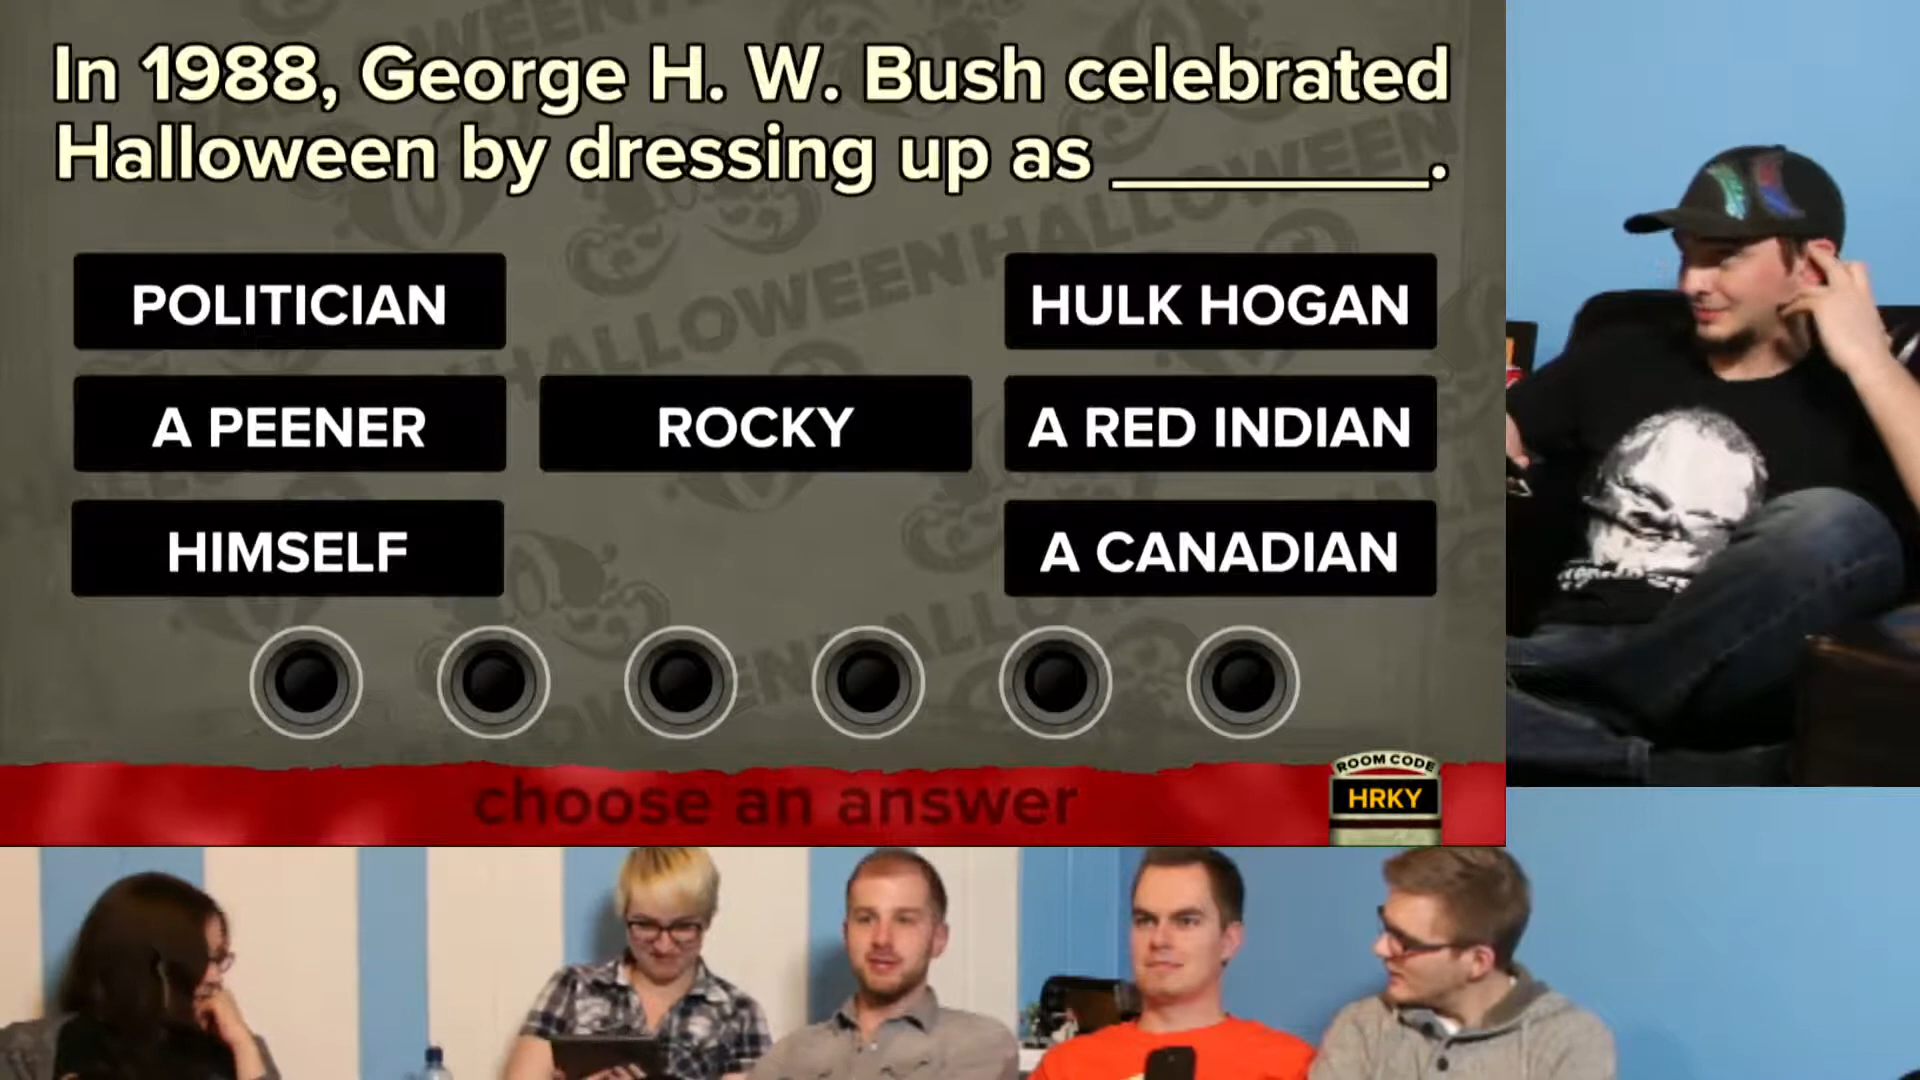 In 1988, George H. W. Bush celebrated
Halloween by dressing up as ______.
POLITICIAN
HULK HOGAN
A PEENER
ROCKY
A RED INDIAN
HIMSELF
A CANADIAN
choose an answer
ROOM CODE
HRKY